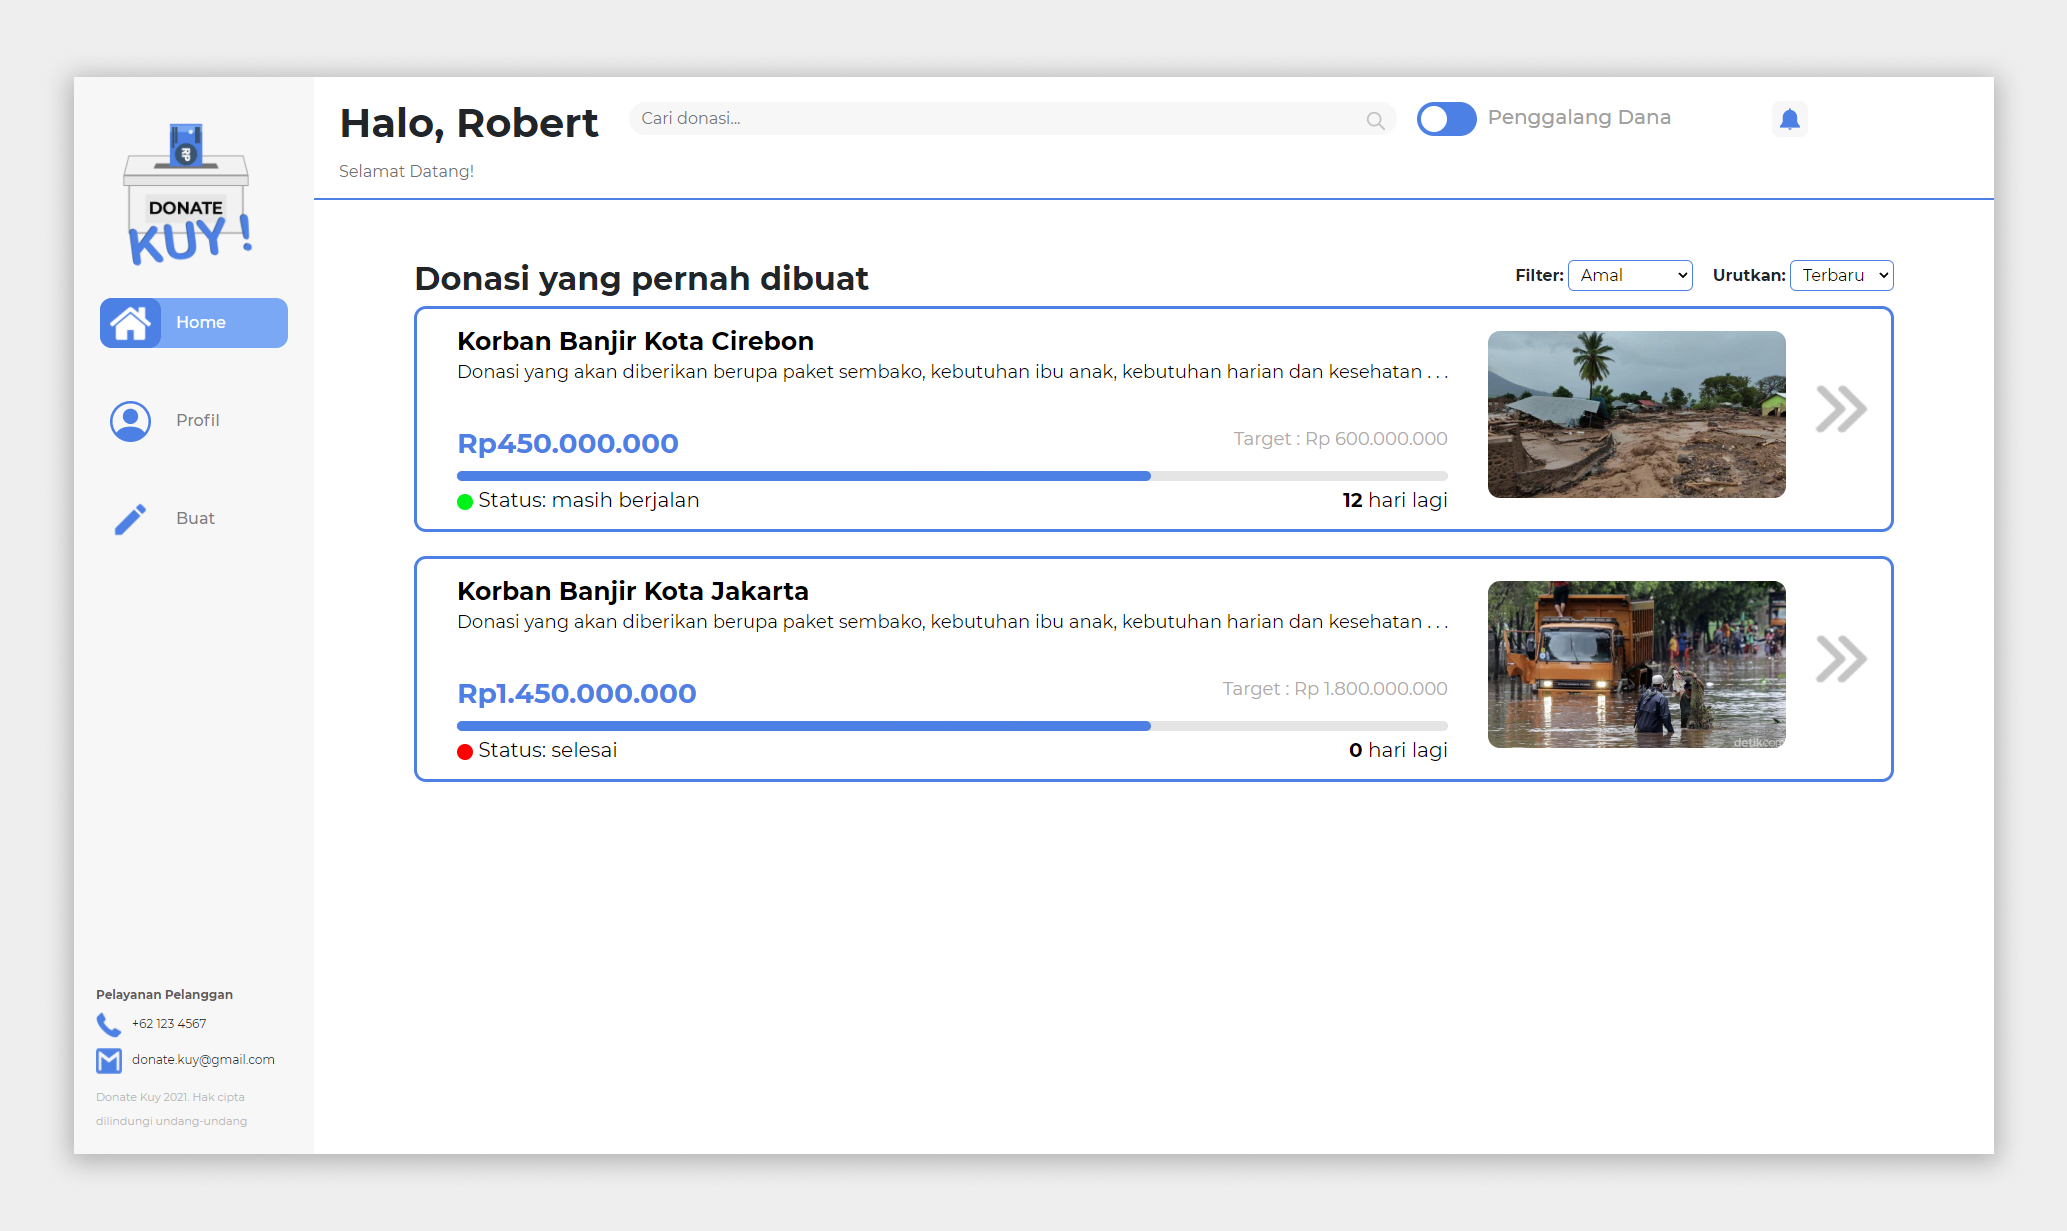 RP
DONATE
KUY !
Home
Profil
Buat
Pelayanan Pelanggan
+62 123 4567
donate.kuy@gmail.com
Donate Kuy 2021. Hak cipta
dilindungi undang-undang
Halo, Robert
Selamat Datang!
Cari donasi...
Penggalang Dana
Donasi yang pernah dibuat
Filter: Amal Urutkan: Terbaru
Korban Banjir Kota Cirebon
Donasi yang akan diberikan berupa paket sembako, kebutuhan ibu anak, kebutuhan harian dan kesehatan . . .
Rp450.000.000
Target : Rp 600.000.000
Status: masih berjalan
12 hari lagi
Korban Banjir Kota Jakarta
Donasi yang akan diberikan berupa paket sembako, kebutuhan ibu anak, kebutuhan harian dan kesehatan . . .
Rp1.450.000.000
Target : Rp 1.800.000.000
Status: selesai
0 hari lagi